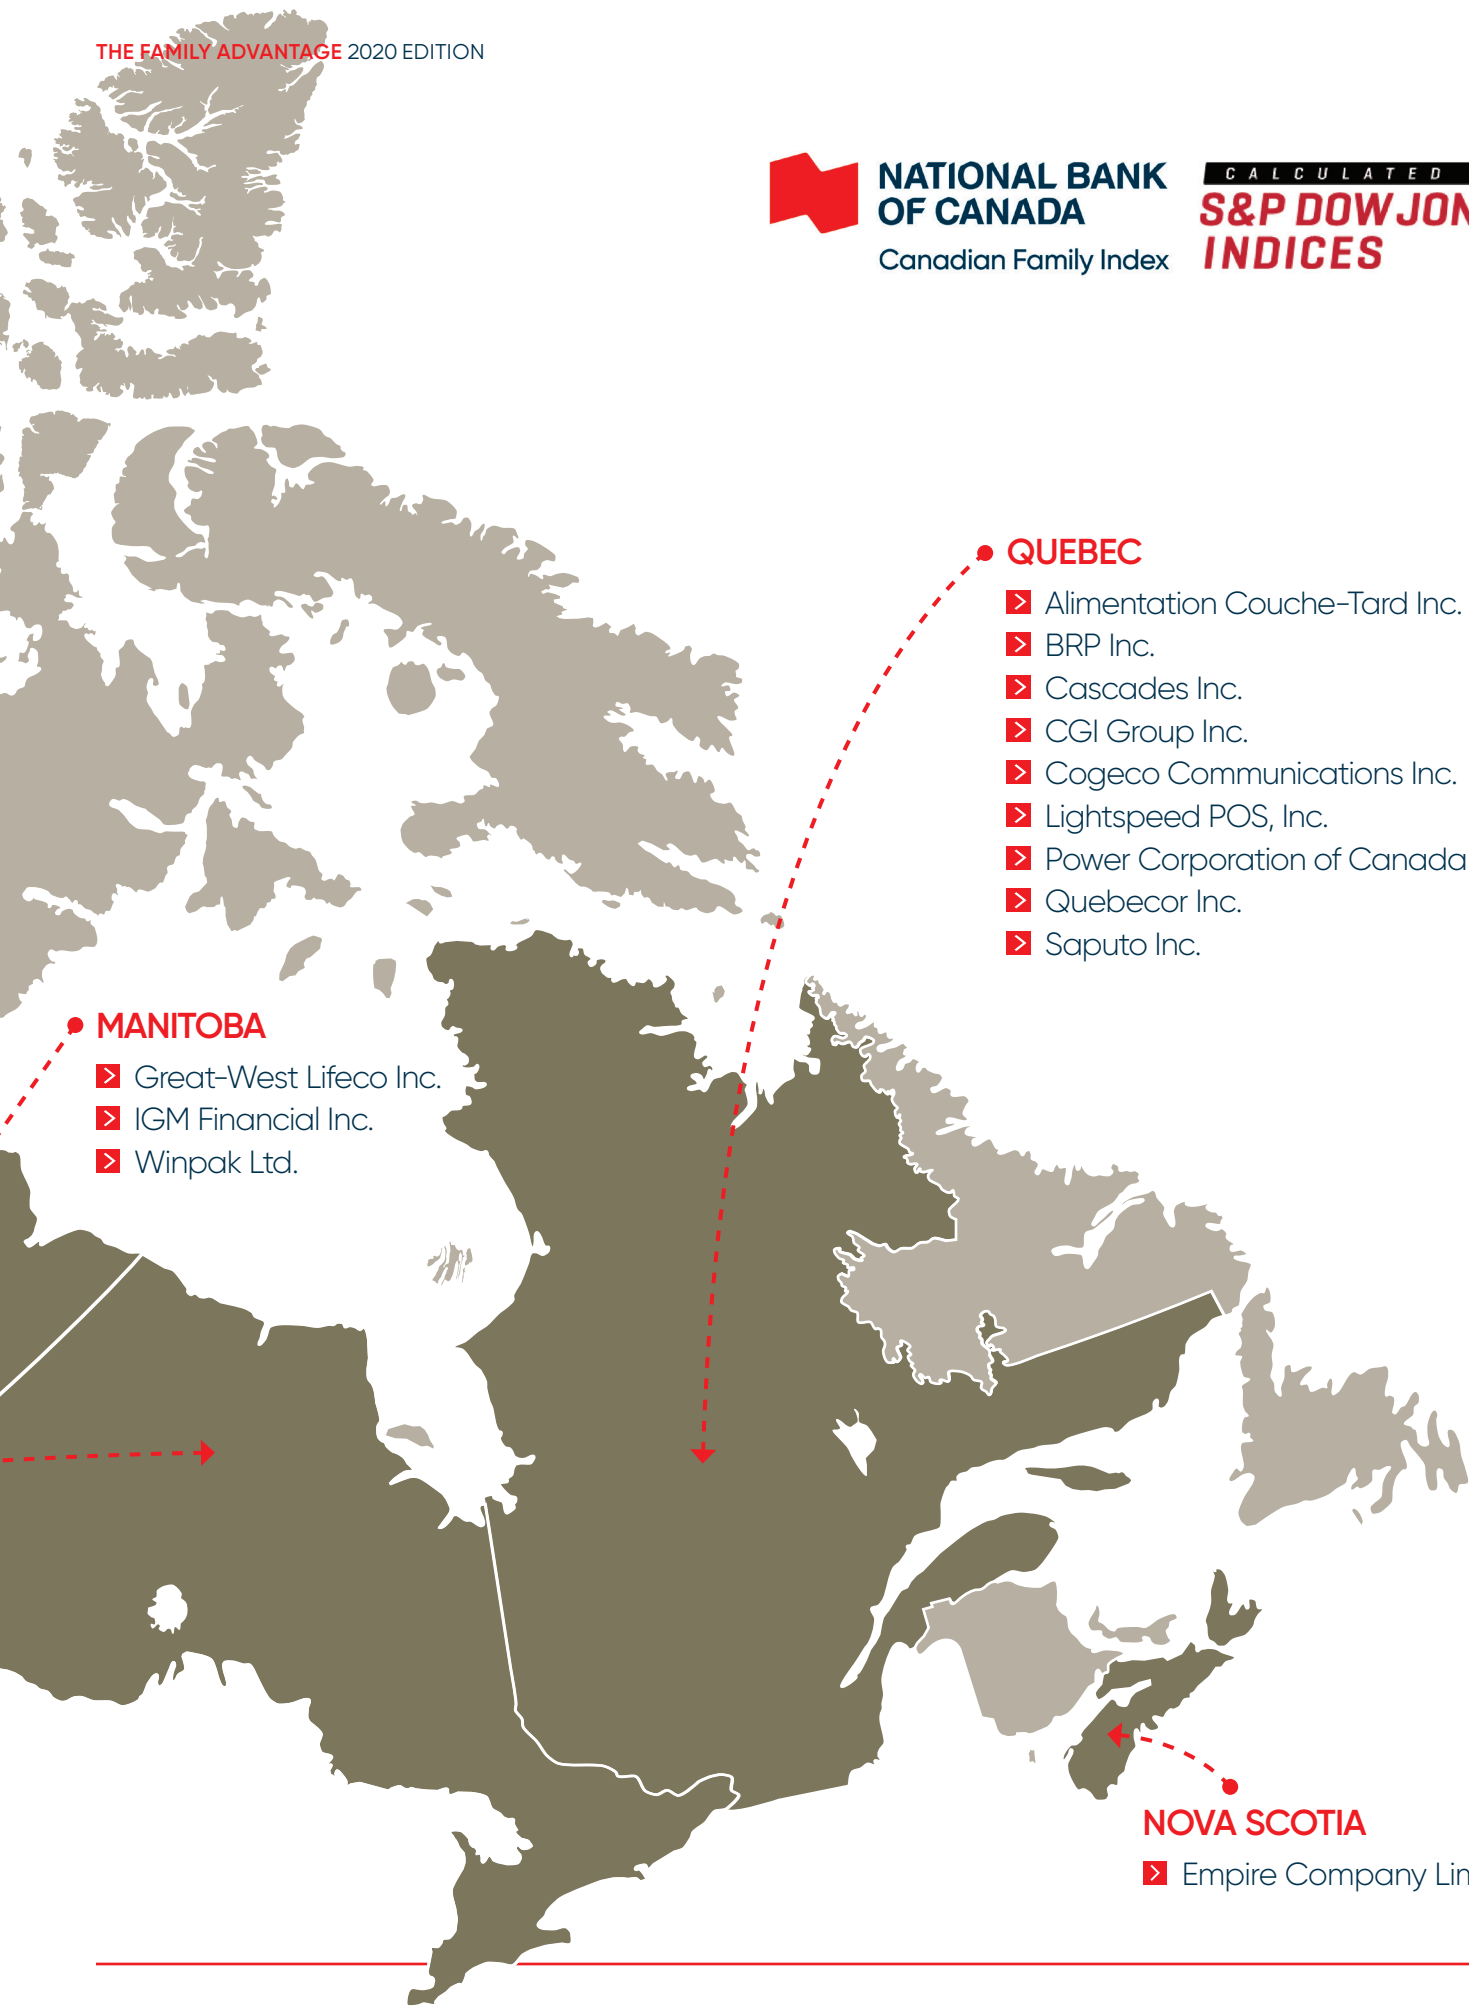 THE FAMILY ADVANTAGE 2020 EDITION
NATIONAL BANK
OF CANADA
Canadian Family Index
CALCULATED
S&P DOW JON
INDICES
QUEBEC
Alimentation Couche-Tard Inc.
BRP Inc.
Cascades Inc.
CGI Group Inc.
Cogeco Communications Inc.
Lightspeed POS, Inc.
Power Corporation of Canada
Quebecor Inc.
Saputo Inc.
MANITOBA
Great-West Lifeco Inc.
IGM Financial Inc.
Winpak Ltd.
NOVA SCOTIA
Empire Company Lim